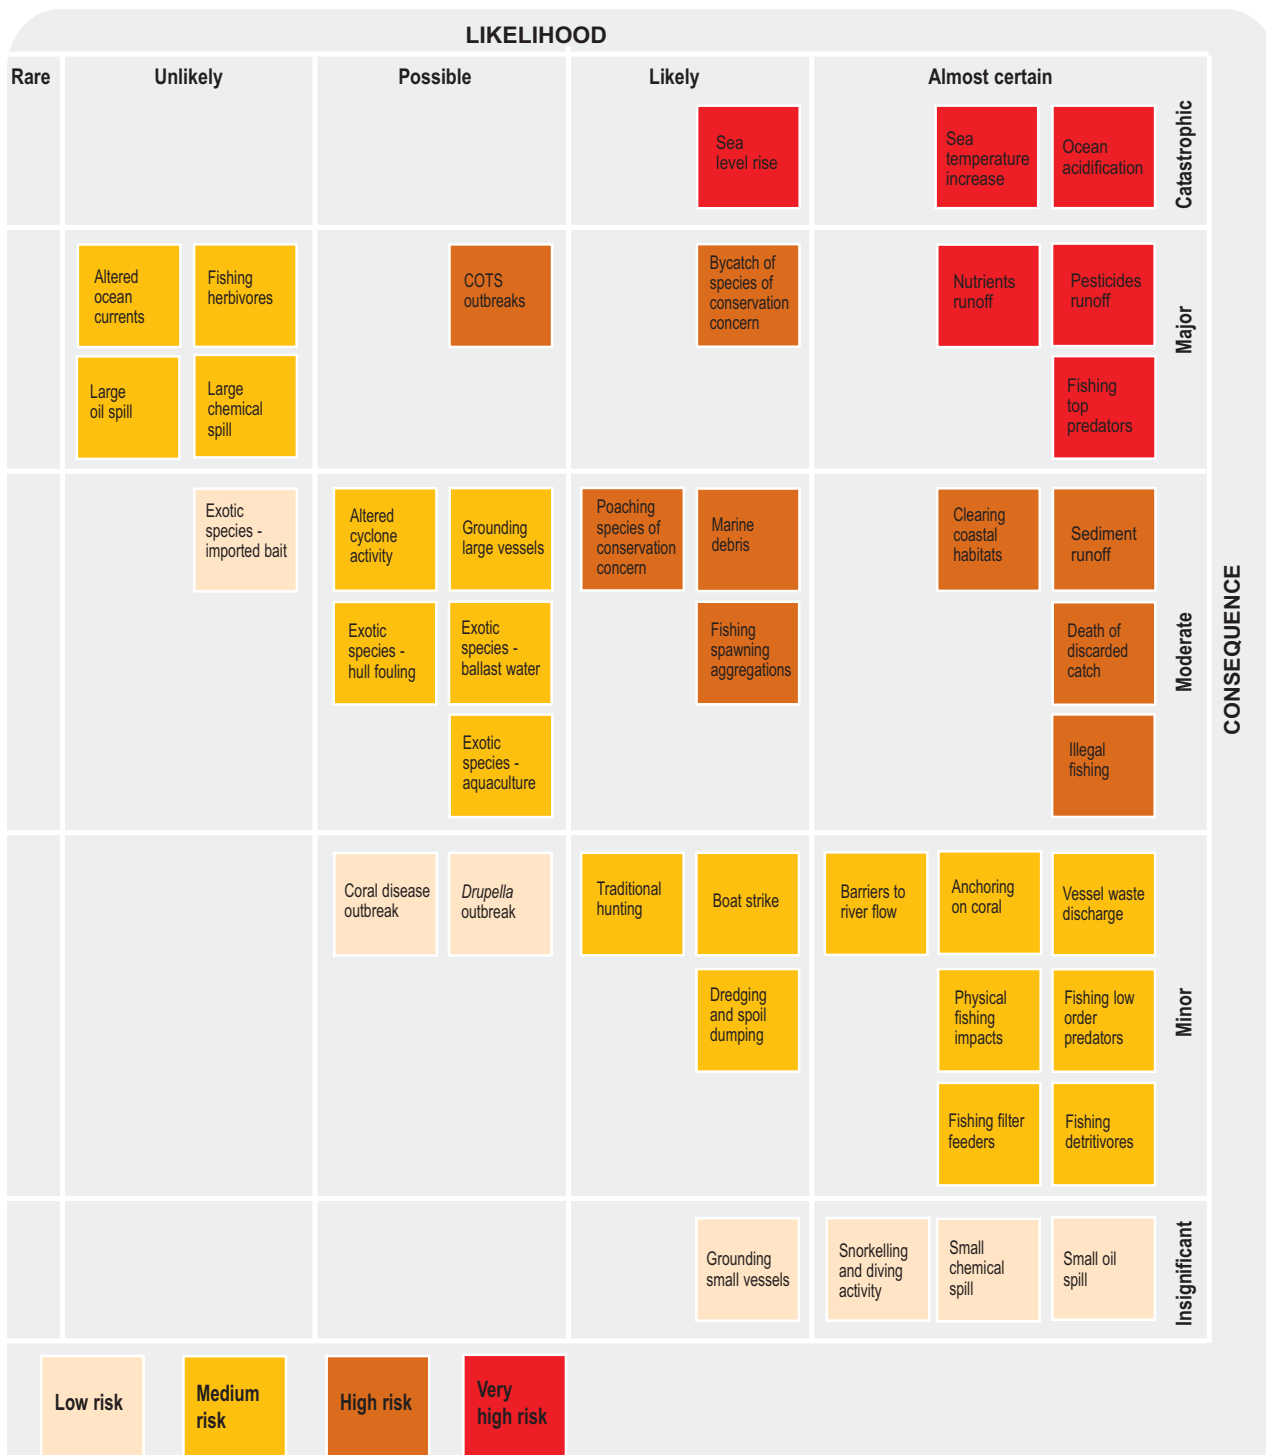 LIKELIHOOD
Rare
Unlikely
Possible
Likely
Almost certain
Sea
level rise
Sea
temperature
increase
Ocean
acidification
Catastrophic
Altered
ocean
currents
Fishing
herbivores
COTS
outbreaks
Bycatch of
species of
conservation
concern
Nutrients
runoff
Pesticides
runoff
Large
oil spill
Large
chemical
spill
Fishing
top
predators
Major
Exotic
species -
imported bait
Altered
cyclone
activity
Grounding
large vessels
Poaching
species of
conservation
concern
Marine
debris
Clearing
coastal
habitats
Sediment
runoff
Exotic
species -
hull fouling
Exotic
species -
ballast water
Fishing
spawning
aggregations
Death of
discarded
catch
Exotic
species -
aquaculture
Illegal
fishing
Moderate
CONSEQUENCE
Coral disease
outbreak
Drupella
outbreak
Traditional
hunting
Boat strike
Barriers to
river flow
Anchoring
on coral
Vessel waste
discharge
Dredging
and spoil
dumping
Physical
fishing
impacts
Fishing low
order
predators
Fishing filter
feeders
Fishing
detritivores
Minor
Grounding
small vessels
Snorkelling
and diving
activity
Small
chemical
spill
Small oil
spill
Insignificant
Low risk
Medium
risk
High risk
Very
high risk